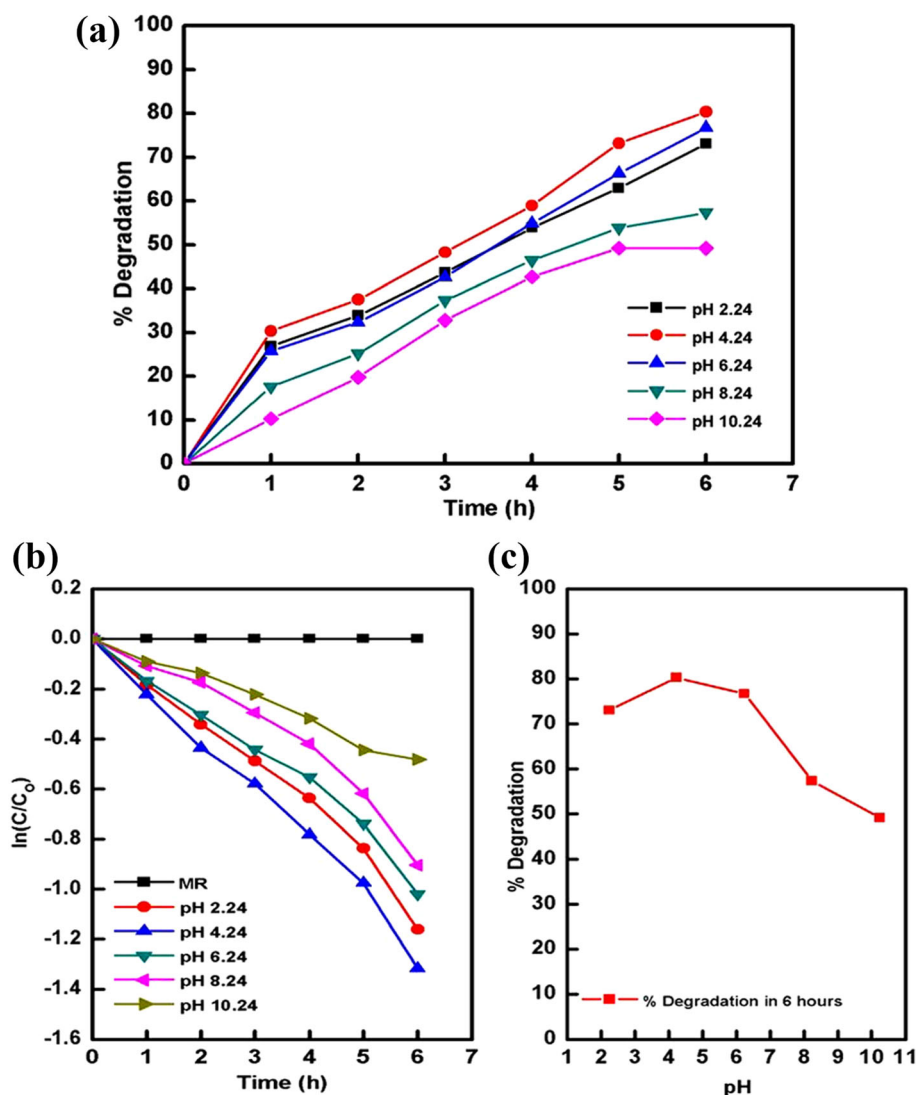 (a)
100
90
80
70
60
50
40
30
20
10
0
% Degradation
0 1 2 3 4 5 6 7
Time (h)
pH 2.24
pH 4.24
pH 6.24
pH 8.24
pH 10.24
(b)
0.2
0.0
-0.2
-0.4
-0.6
-0.8
-1.0
-1.2
-1.4
-1.6
ln(C/Co)
0 1 2 3 4 5 6 7
Time (h)
MR
pH 2.24
pH 4.24
pH 6.24
pH 8.24
pH 10.24
(c)
100
90
80
70
60
50
40
30
20
10
0
% Degradation
1 2 3 4 5 6 7 8 9 10 11
pH
% Degradation in 6 hours